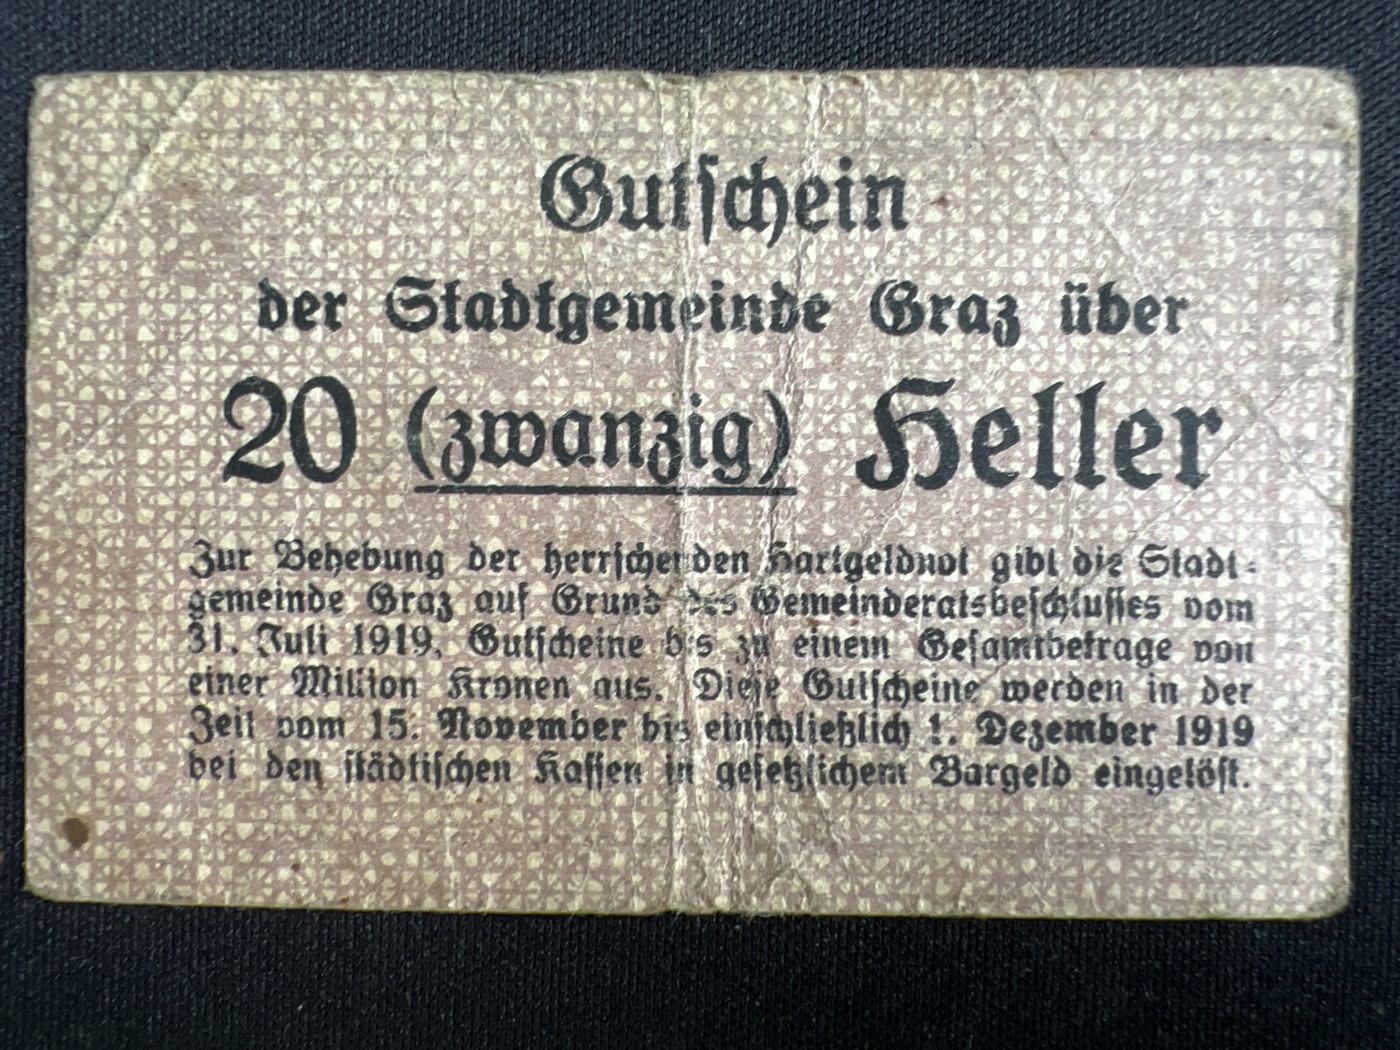 Gutschein
der Stadtgemeinde Graz über
20 (zwanzig) Heller
Zur Behebung der herrschenden Hartgeldnot gibt die Stadt-
gemeinde Graz auf Grund des Gemeinderatsbeschlusses vom
31. Juli 1919, Gutscheine bis zu einem Gesamtbetrage von
einer Million Kronen aus. Diese Gutscheine werden in der
Zeit vom 15. November bis einschließlich 1. Dezember 1919
bei den städtischen Kassen in gesetzlichem Bargeld eingelöst.